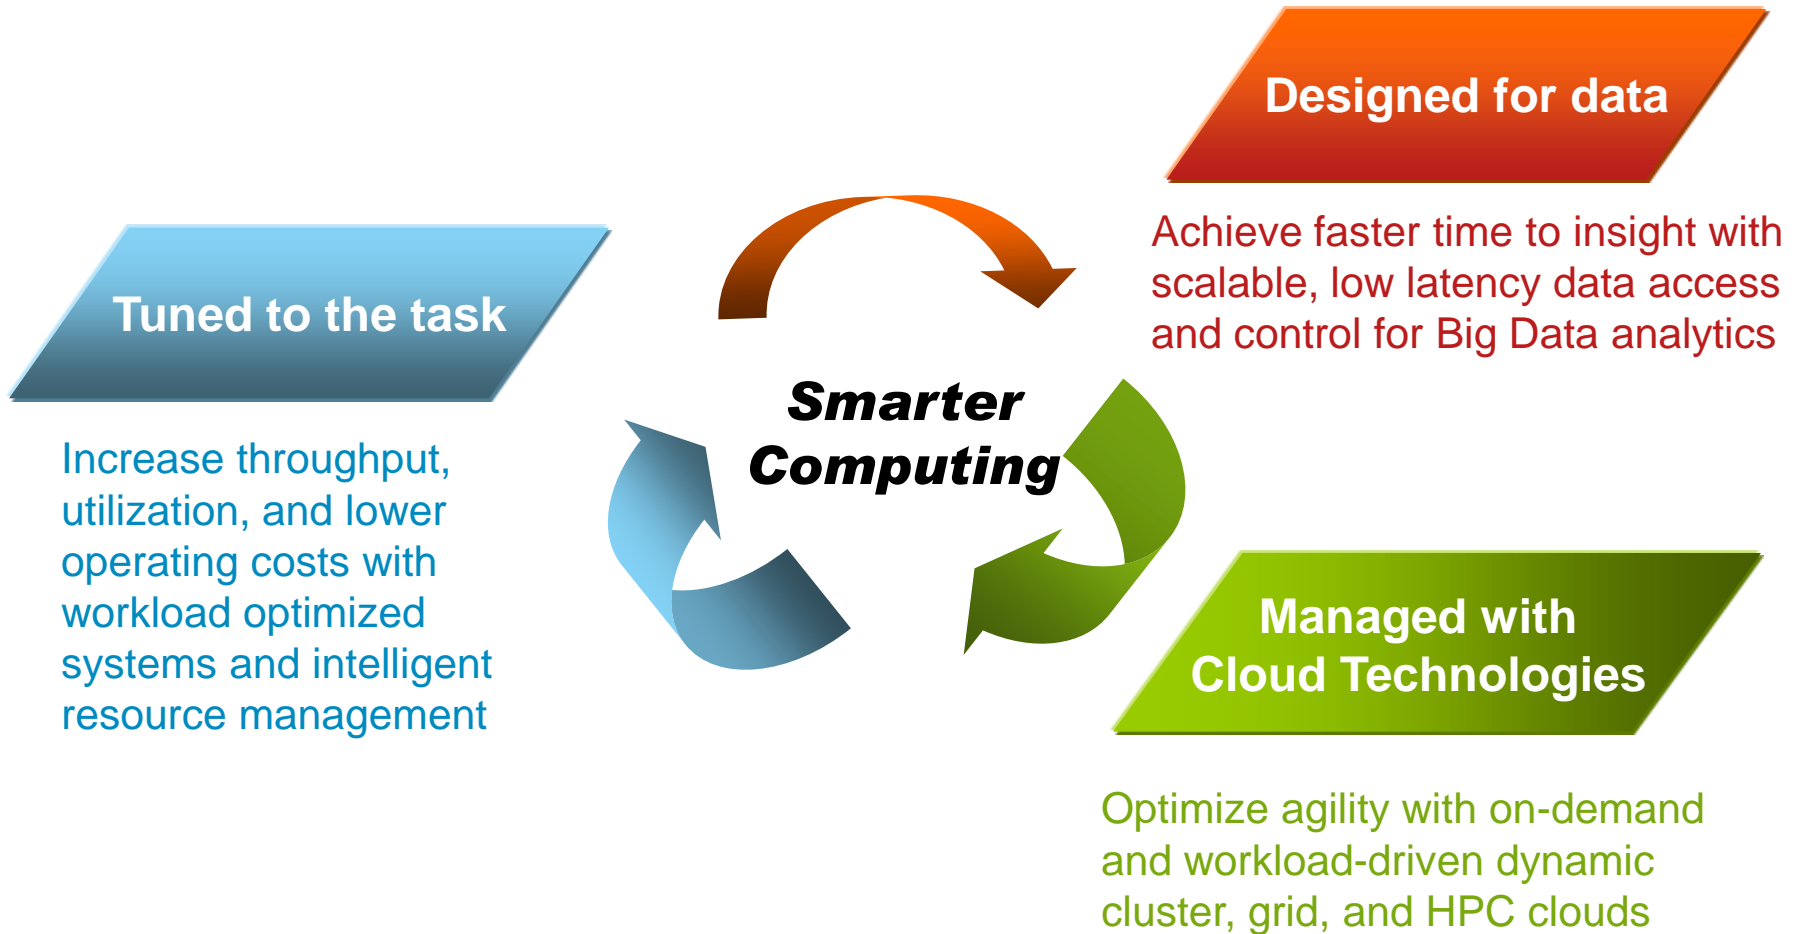 Designed for data
Achieve faster time to insight with
scalable, low latency data access
and control for Big Data analytics
Tuned to the task
Increase throughput,
utilization, and lower
operating costs with
workload optimized
systems and intelligent
resource management
Smarter
Computing
Managed with
Cloud Technologies
Optimize agility with on-demand
and workload-driven dynamic
cluster, grid, and HPC clouds